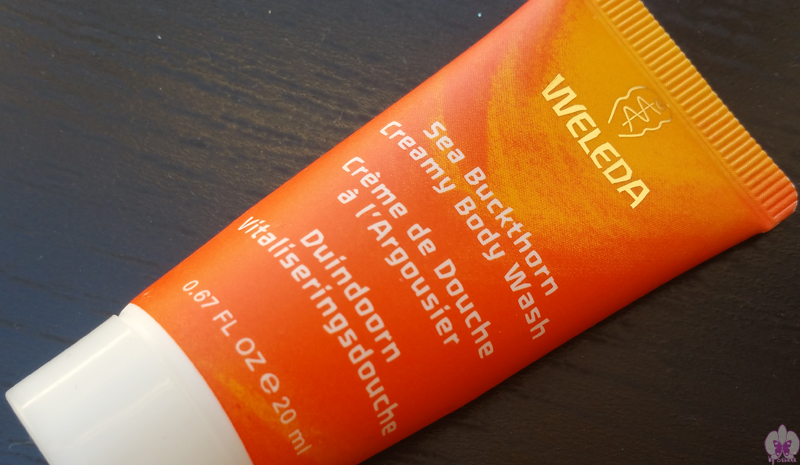 WELEDA
Sea Buckthorn
Creamy Body Wash
Crème de Douche
à l'Argousier
Duindoorn
Vitaliseringsdouche
0.67 FL OZ ℮ 20 ml